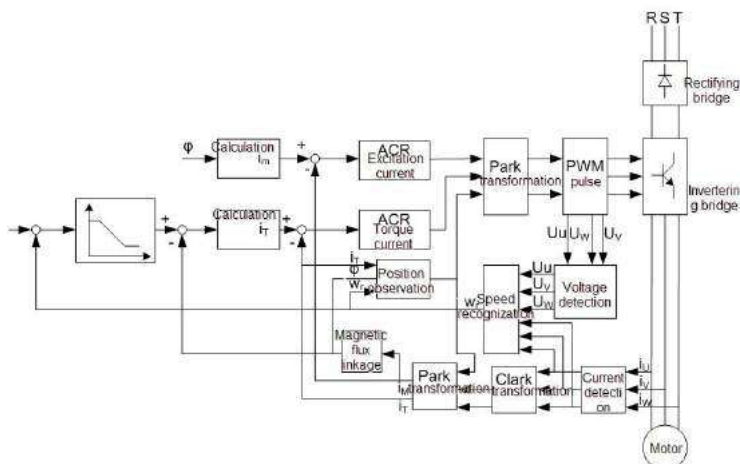 RST
Rectifying
bridge
φ
Calculation
im
+
-
ACR
Excitation
current
Park
transformation
PWM
pulse
Invertering
g bridge
+
-
Calculation
iT
+
-
ACR
Torque
current
Uu
UW
UV
iT
φ
wr
Position
observation
wr
Speed
recognization
Uu
UV
UW
Voltage
detection
Magnetic
flux
linkage
iM
iT
Park
transformation
Clark
transformation
Current
detecti
on
iU
iV
iW
Motor